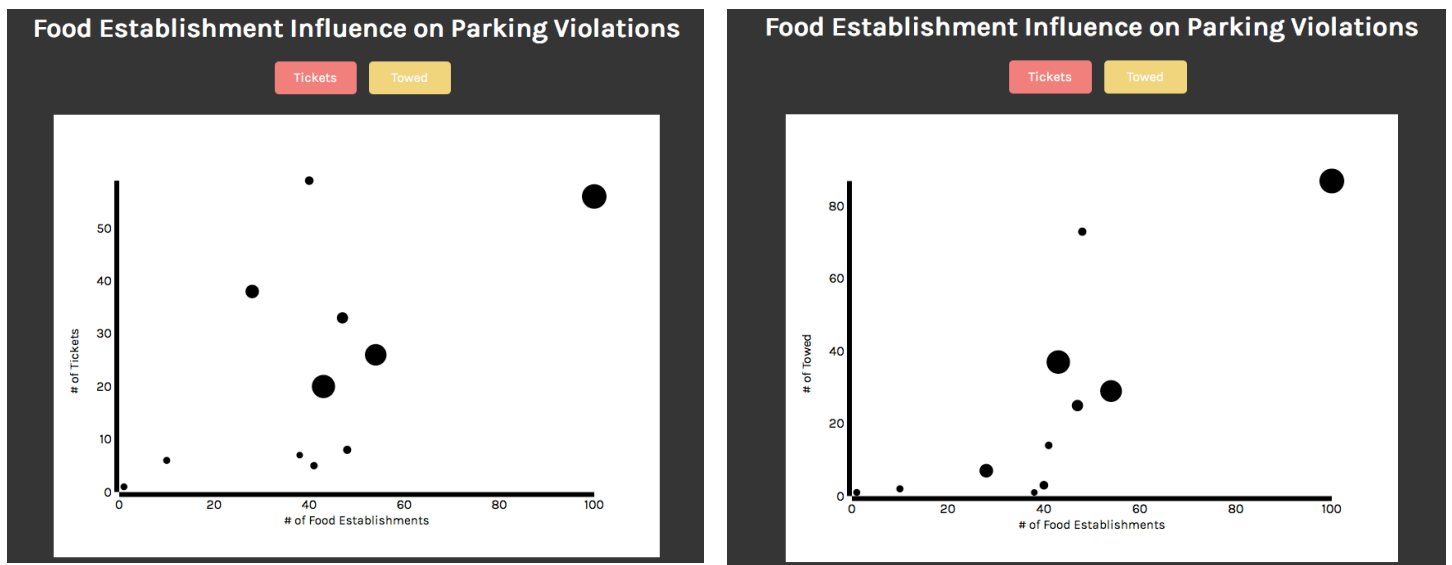 Food Establishment Influence on Parking Violations
Tickets
Towed
50
40
30
20
10
0
# of Tickets
0
20
40
60
80
100
# of Food Establishments
Food Establishment Influence on Parking Violations
Tickets
Towed
80
60
40
20
0
# of Towed
0
20
40
60
80
100
# of Food Establishments